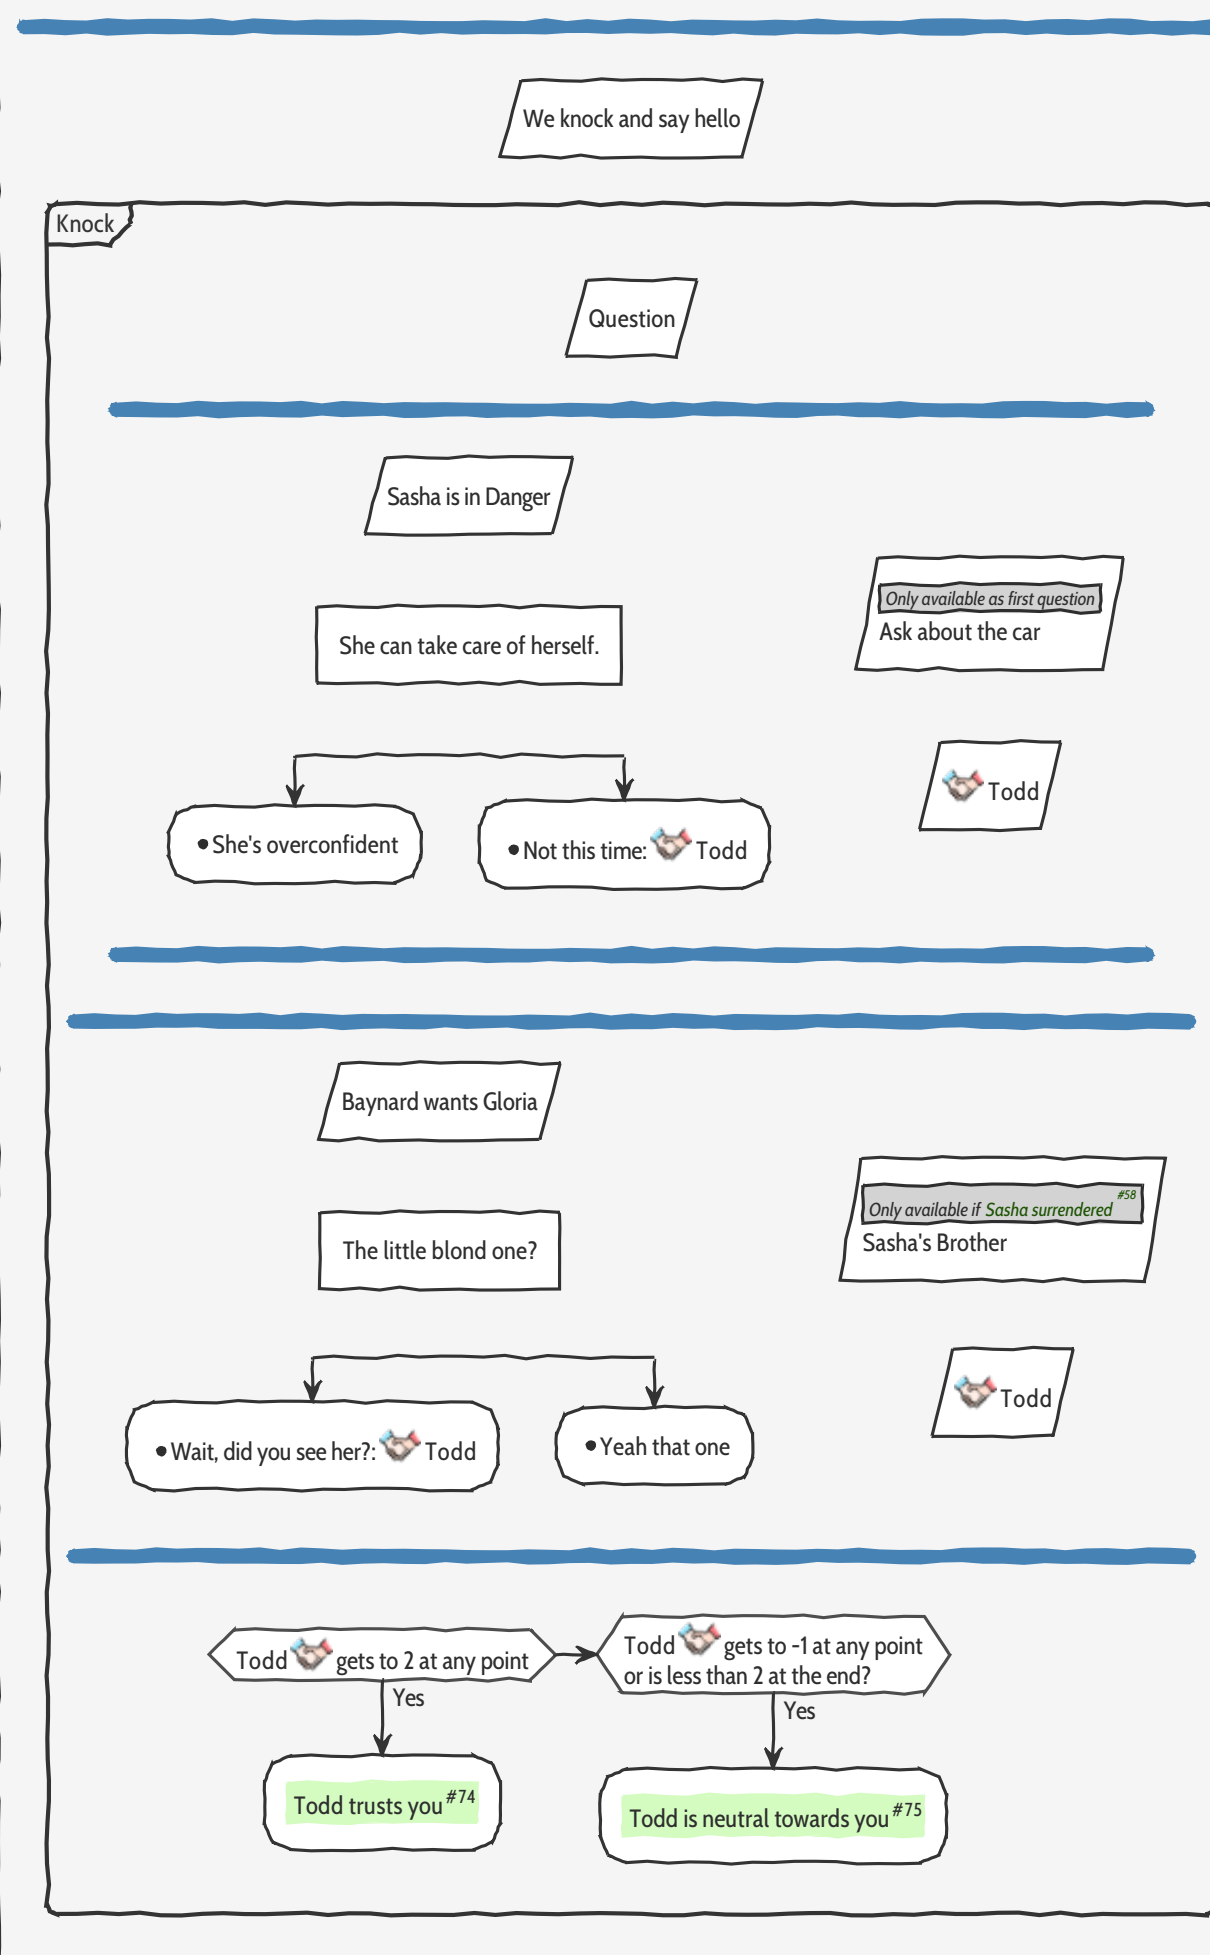 We knock and say hello
Knock
Question
Sasha is in Danger
Only available as first question
Ask about the car
She can take care of herself.
Todd
•She's overconfident
•Not this time: Todd
Baynard wants Gloria
Only available if Sasha surrendered #58
Sasha's Brother
The little blond one?
Todd
•Wait, did you see her?: Todd
•Yeah that one
Todd gets to 2 at any point
Todd gets to -1 at any point
or is less than 2 at the end?
Yes
Yes
Todd trusts you #74
Todd is neutral towards you #75